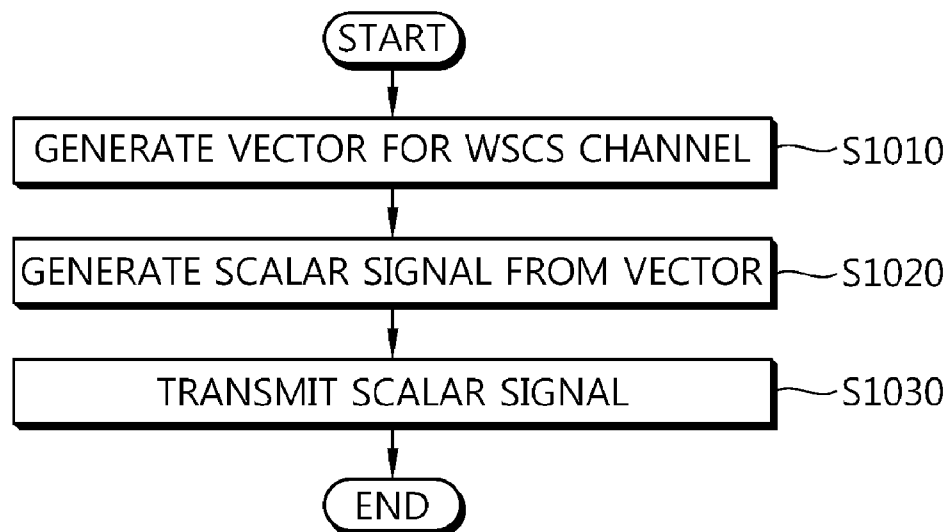 START
GENERATE VECTOR FOR WSCS CHANNEL S1010
GENERATE SCALAR SIGNAL FROM VECTOR S1020
TRANSMIT SCALAR SIGNAL S1030
END